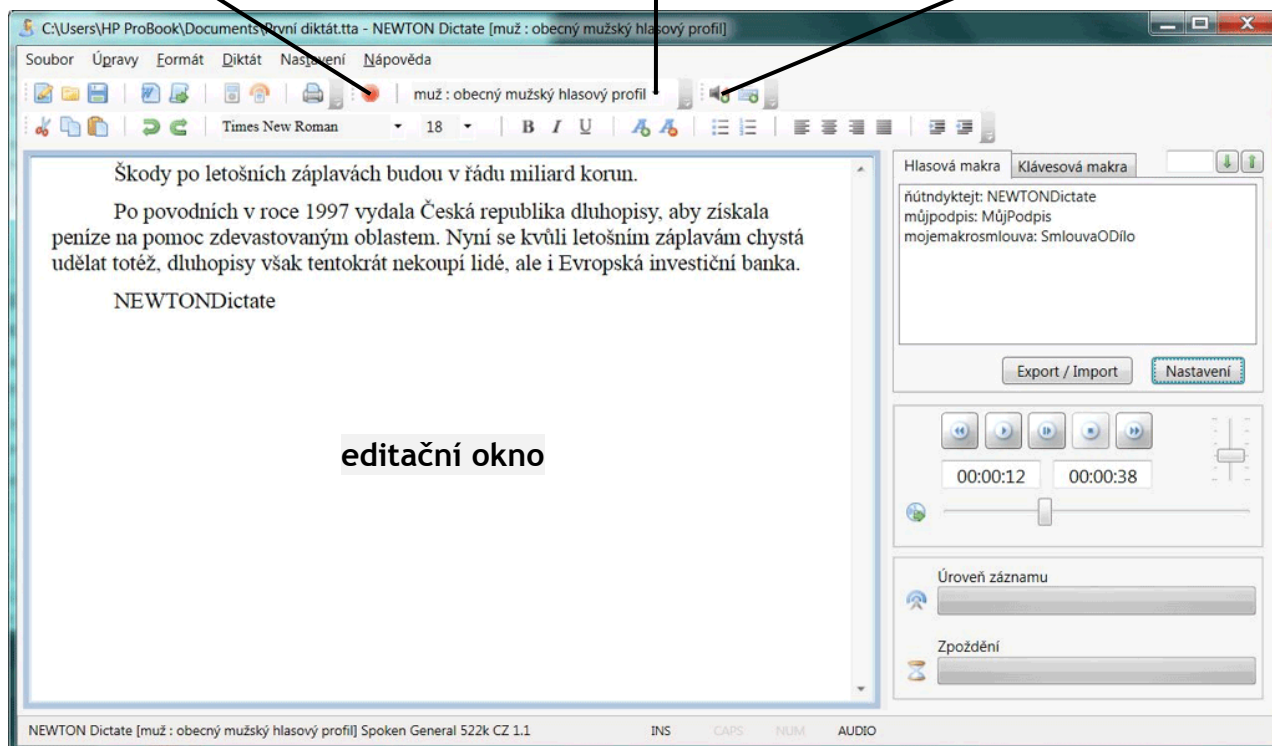 C:\Users\HP ProBook\Documents\První diktát.tta - NEWTON Dictate [muž : obecný mužský hlasový profil]
Soubor Úpravy Formát Diktát Nastavení Nápověda
muž : obecný mužský hlasový profil
Times New Roman 18 B I U
Škody po letošních záplavách budou v řádu miliard korun.
Po povodních v roce 1997 vydala Česká republika dluhopisy, aby získala
peníze na pomoc zdevastovaným oblastem. Nyní se kvůli letošním záplavám chystá
udělat totéž, dluhopisy však tentokrát nekoupí lidé, ale i Evropská investiční banka.
NEWTONDictate
editační okno
Hlasová makra Klávesová makra
ňútndyktejt: NEWTONDictate
můjpodpis: MůjPodpis
mojemakrosmlouva: SmlouvaODílo
Export / Import Nastavení
00:00:12 00:00:38
Úroveň záznamu
Zpoždění
NEWTON Dictate [muž : obecný mužský hlasový profil] Spoken General 522k CZ 1.1 INS CAPS NUM AUDIO